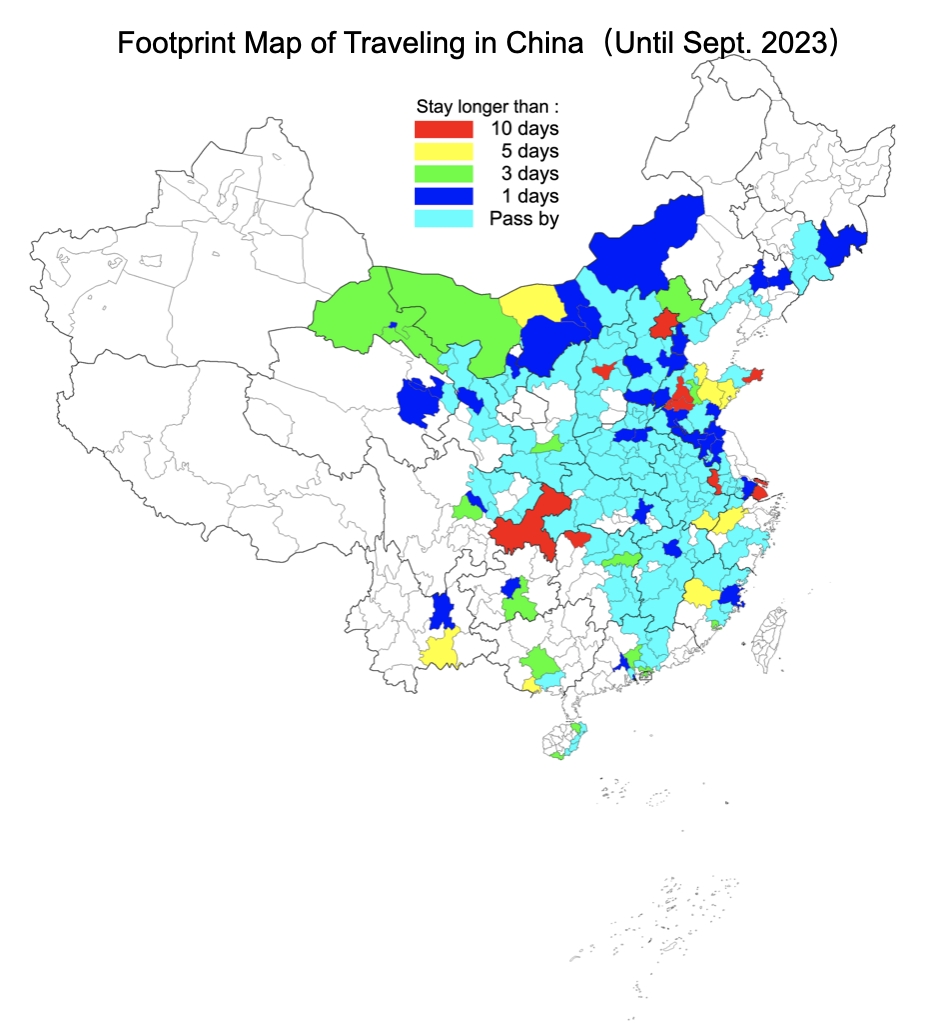 Footprint Map of Traveling in China（Until Sept. 2023）
Stay longer than :
10 days
5 days
3 days
1 days
Pass by